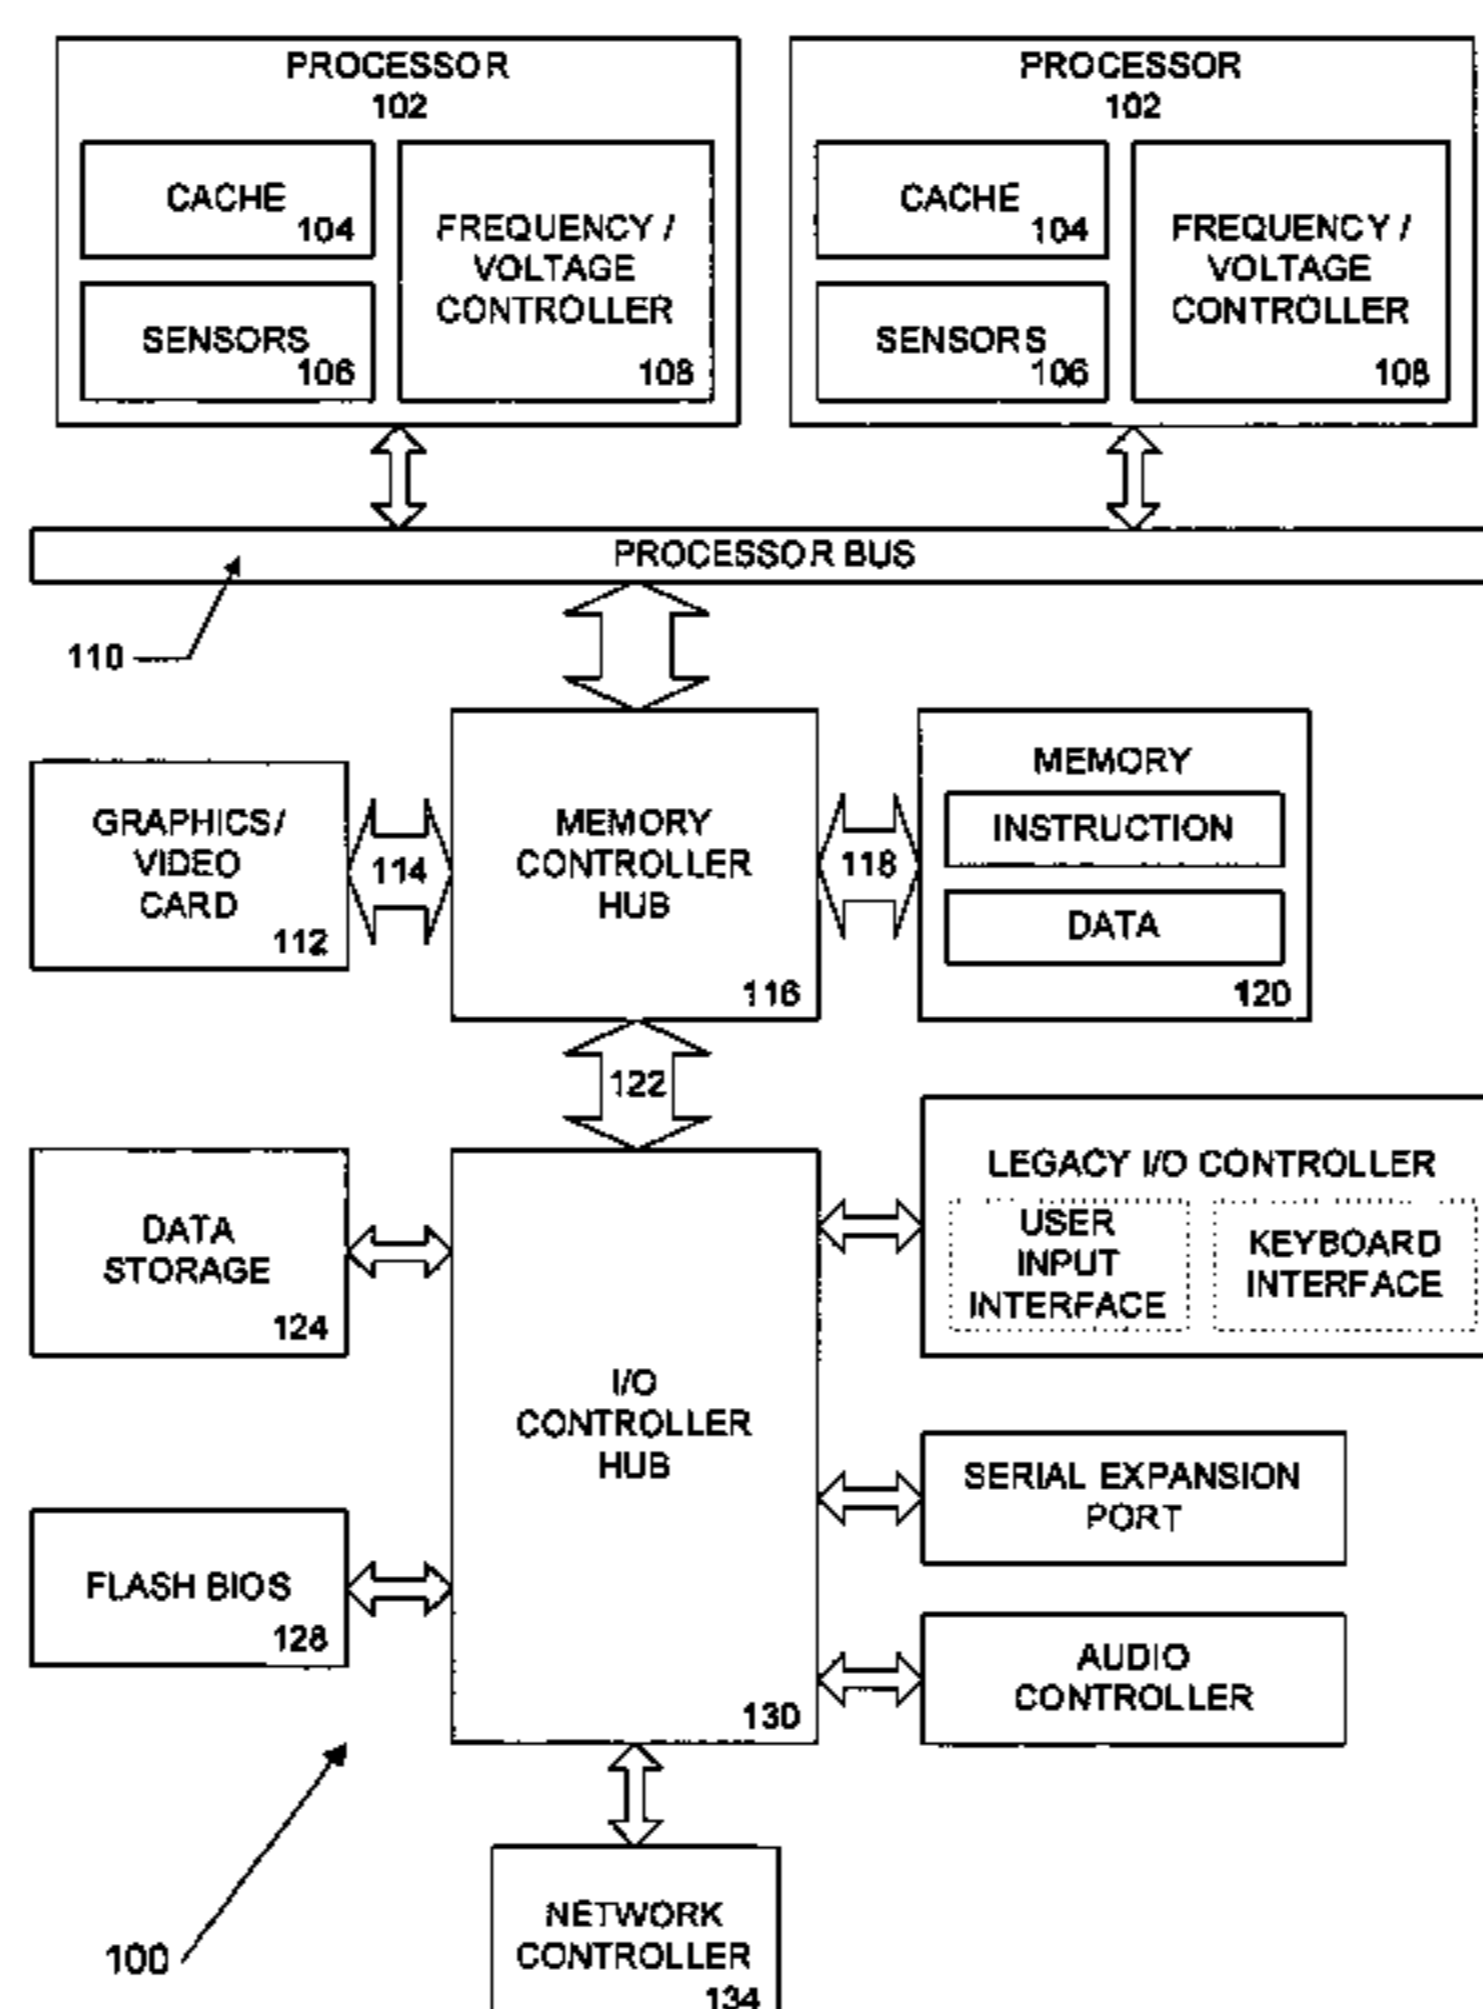 PROCESSOR
102
CACHE
104
SENSORS
106
FREQUENCY /
VOLTAGE
CONTROLLER
108
PROCESSOR
102
CACHE
104
SENSORS
106
FREQUENCY /
VOLTAGE
CONTROLLER
108
PROCESSOR BUS
110
GRAPHICS/
VIDEO
CARD
112
114
MEMORY
CONTROLLER
HUB
116
118
MEMORY
INSTRUCTION
DATA
120
122
DATA
STORAGE
124
LEGACY I/O CONTROLLER
USER
INPUT
INTERFACE
KEYBOARD
INTERFACE
I/O
CONTROLLER
HUB
130
SERIAL EXPANSION
PORT
FLASH BIOS
128
AUDIO
CONTROLLER
100
NETWORK
CONTROLLER
134